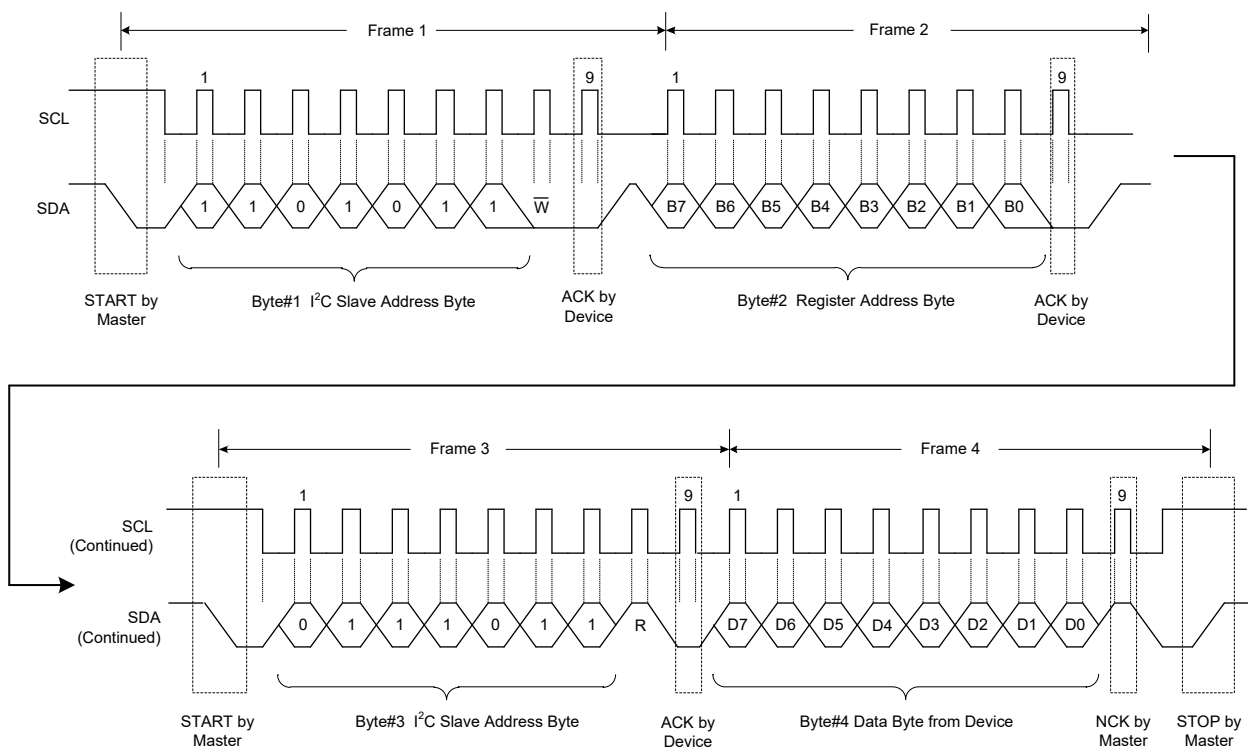 Frame 1 Frame 2
1 9 1 9
SCL
SDA 1 1 0 1 0 1 1 W̅ B7 B6 B5 B4 B3 B2 B1 B0
START by
Master
Byte#1 I²C Slave Address Byte
ACK by
Device
Byte#2 Register Address Byte
ACK by
Device
Frame 3 Frame 4
1 9 1 9
SCL
(Continued)
SDA
(Continued)
0 1 1 1 0 1 1 R D7 D6 D5 D4 D3 D2 D1 D0
START by
Master
Byte#3 I²C Slave Address Byte
ACK by
Device
Byte#4 Data Byte from Device
NCK by
Master
STOP by
Master